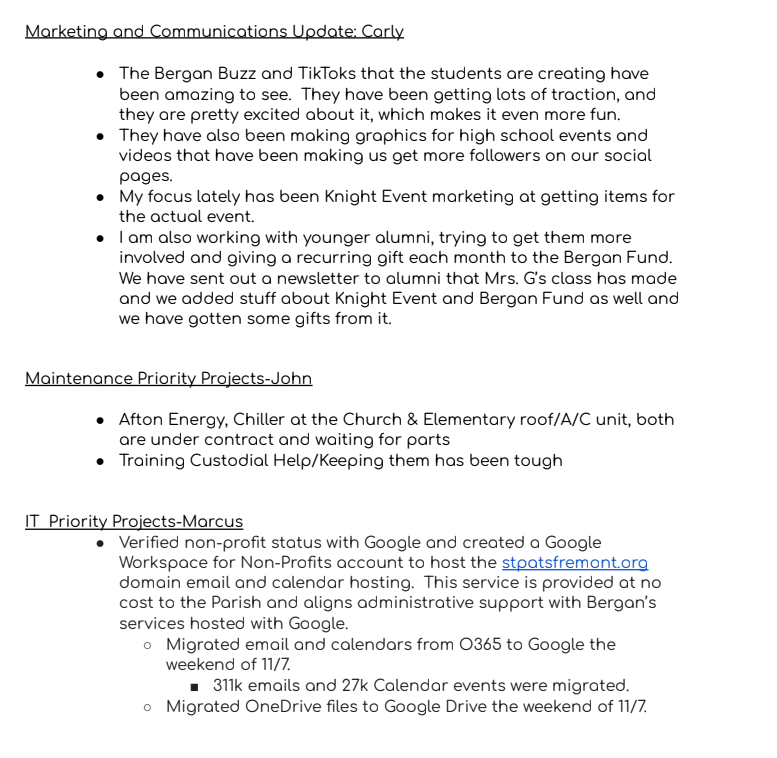 Marketing and Communications Update: Carly
● The Bergan Buzz and TikToks that the students are creating have
been amazing to see.  They have been getting lots of traction, and
they are pretty excited about it, which makes it even more fun.
● They have also been making graphics for high school events and
videos that have been making us get more followers on our social
pages.
● My focus lately has been Knight Event marketing at getting items for
the actual event.
● I am also working with younger alumni, trying to get them more
involved and giving a recurring gift each month to the Bergan Fund.
We have sent out a newsletter to alumni that Mrs. G's class has made
and we added stuff about Knight Event and Bergan Fund as well and
we have gotten some gifts from it.
Maintenance Priority Projects-John
● Afton Energy, Chiller at the Church & Elementary roof/A/C unit, both
are under contract and waiting for parts
● Training Custodial Help/Keeping them has been tough
IT  Priority Projects-Marcus
● Verified non-profit status with Google and created a Google
Workspace for Non-Profits account to host the stpatsfremont.org
domain email and calendar hosting.  This service is provided at no
cost to the Parish and aligns administrative support with Bergan's
services hosted with Google.
○ Migrated email and calendars from O365 to Google the
weekend of 11/7.
■ 311k emails and 27k Calendar events were migrated.
○ Migrated OneDrive files to Google Drive the weekend of 11/7.